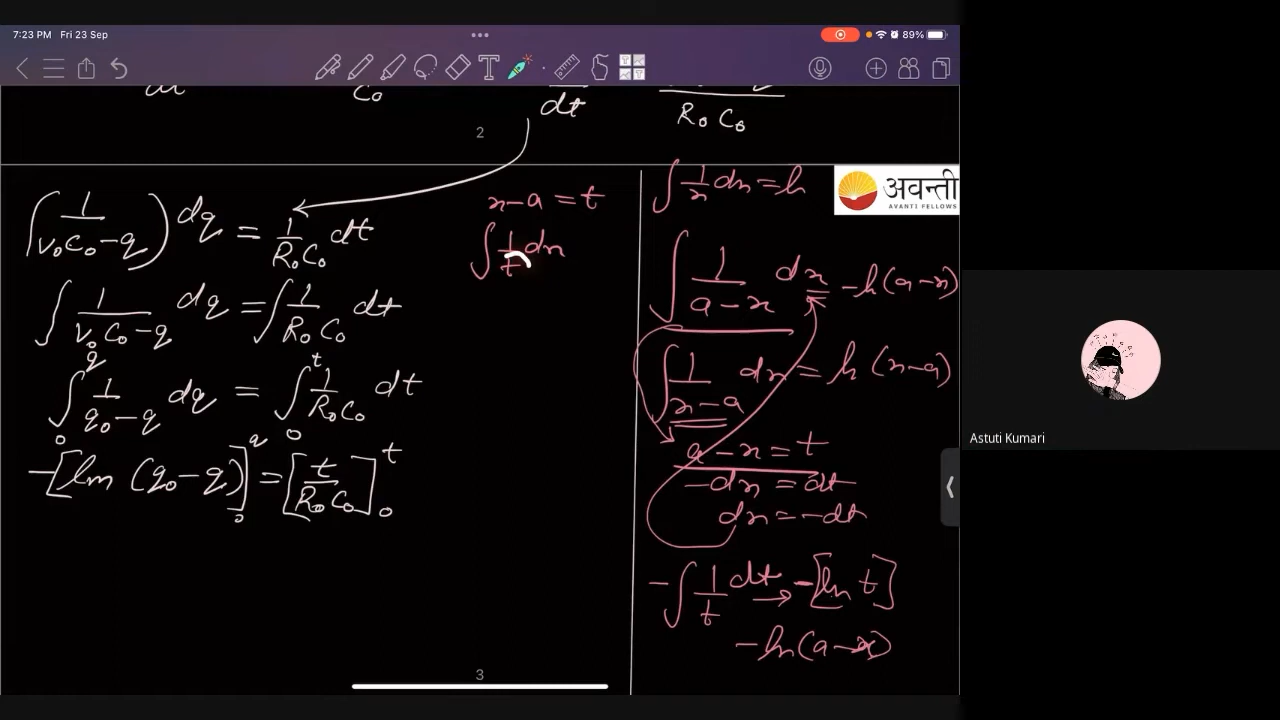 7:23 PM Fri 23 Sep
89%
dt
C₀
R₀ C₀
2
(1/(V₀C₀-q)) dq = 1/(R₀C₀) dt
∫ 1/(V₀C₀-q) dq = ∫ 1/(R₀C₀) dt
∫₀^q 1/(q₀-q) dq = ∫₀^t 1/(R₀C₀) dt
-[ln (q₀-q)]₀^q = [t/(R₀C₀)]₀^t
x-a = t
∫ 1/t dx
∫ 1/x dx = ln
अवन्ती
AVANTI FELLOWS
∫ 1/(a-x) dx = -ln(a-x)
∫ 1/(x-a) dx = ln (x-a)
a-x = t
-dx = dt
dx = -dt
-∫ 1/t dt → -[ln t]
-ln(a-x)
3
Astuti Kumari